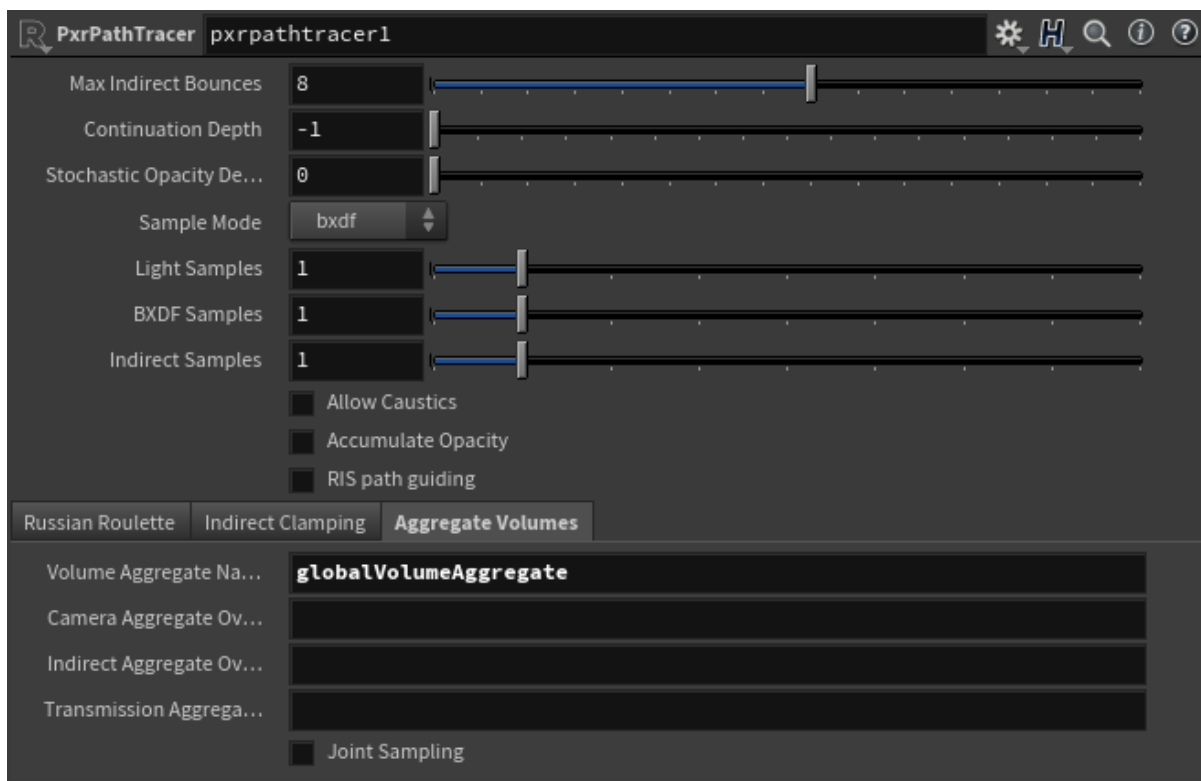 PxrPathTracer pxrpathtracer1
Max Indirect Bounces 8
Continuation Depth -1
Stochastic Opacity De... 0
Sample Mode bxdf
Light Samples 1
BXDF Samples 1
Indirect Samples 1
Allow Caustics
Accumulate Opacity
RIS path guiding
Russian Roulette Indirect Clamping Aggregate Volumes
Volume Aggregate Na... globalVolumeAggregate
Camera Aggregate Ov...
Indirect Aggregate Ov...
Transmission Aggrega...
Joint Sampling